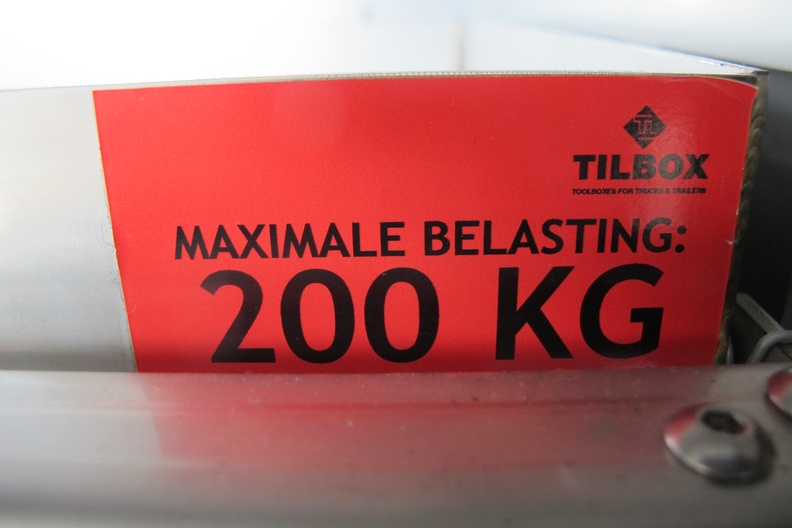 TILBOX
TOOLBOXES FOR TRUCKS & TRAILERS
MAXIMALE BELASTING:
200 KG